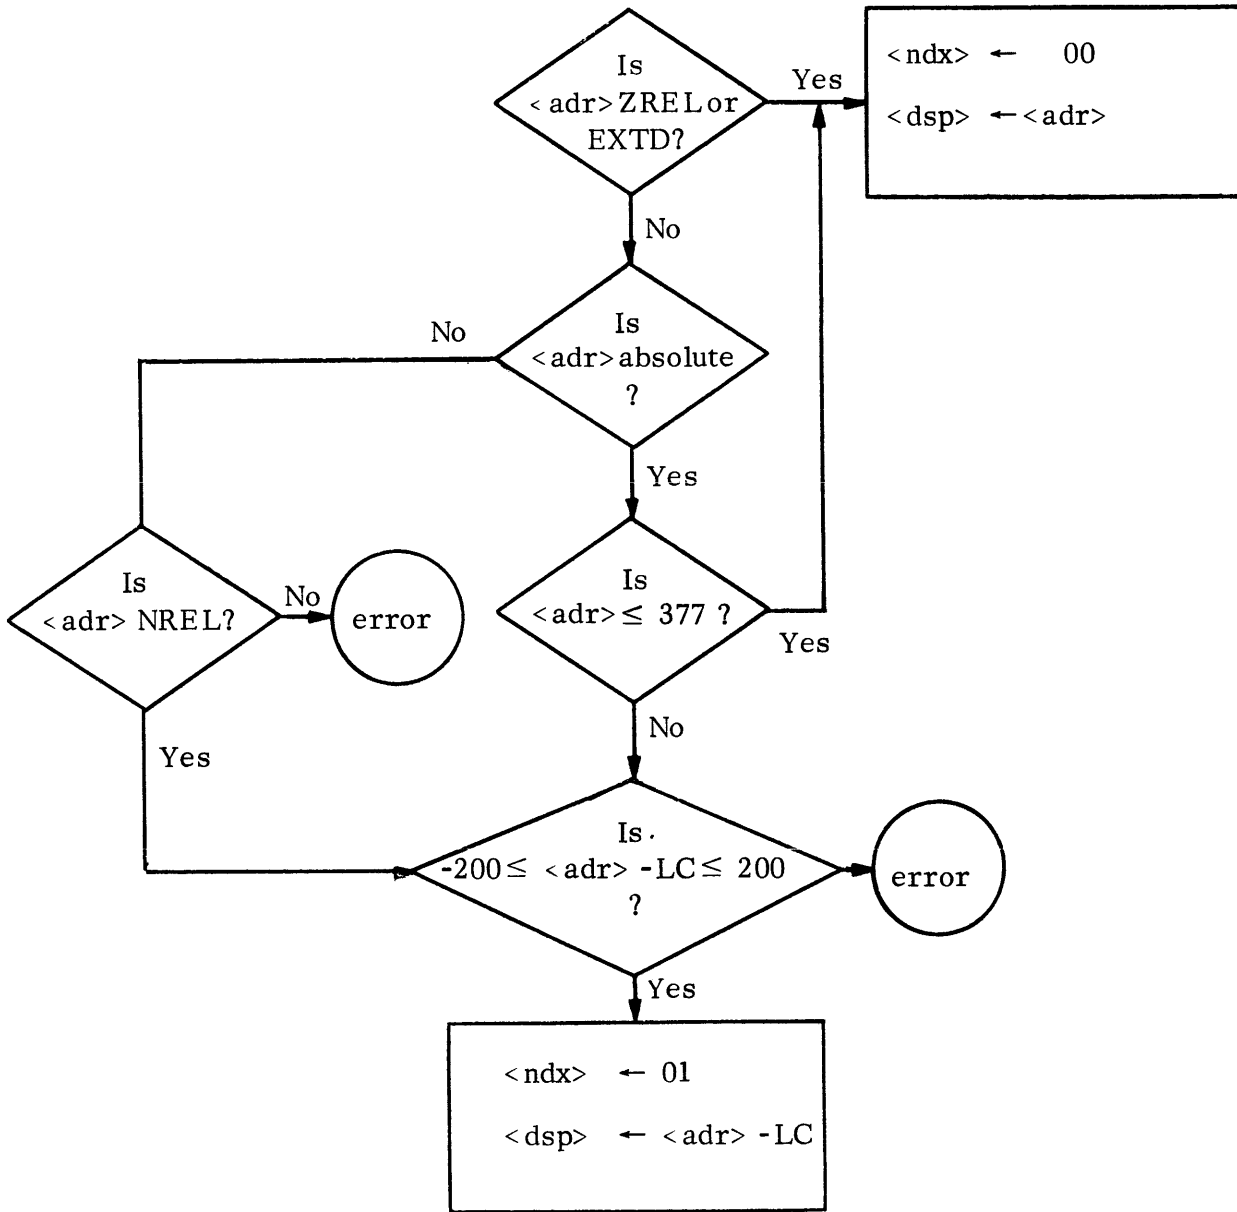 Is
<adr> ZREL or
EXTD?
Yes
<ndx> ← 00
<dsp> ← <adr>
No
Is
<adr> absolute
?
No
Yes
Is
<adr> NREL?
No
error
Is
<adr> ≤ 377 ?
Yes
Yes
No
Is
-200 ≤ <adr> -LC ≤ 200
?
error
Yes
<ndx> ← 01
<dsp> ← <adr> -LC